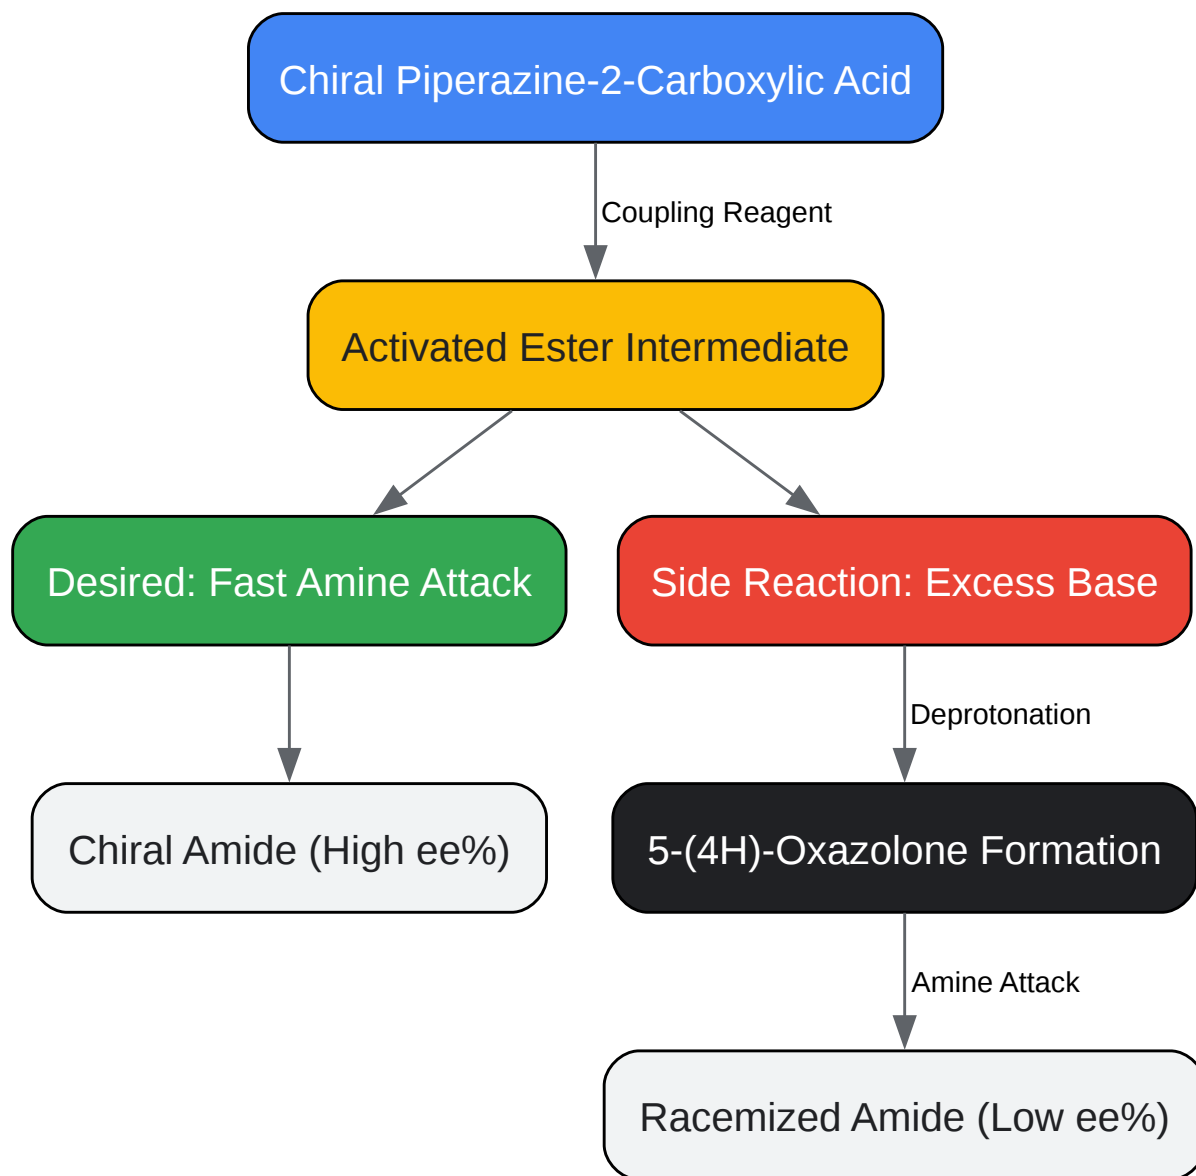 Chiral Piperazine-2-Carboxylic Acid
Coupling Reagent
Activated Ester Intermediate
Desired: Fast Amine Attack
Side Reaction: Excess Base
Deprotonation
Chiral Amide (High ee%)
5-(4H)-Oxazolone Formation
Amine Attack
Racemized Amide (Low ee%)